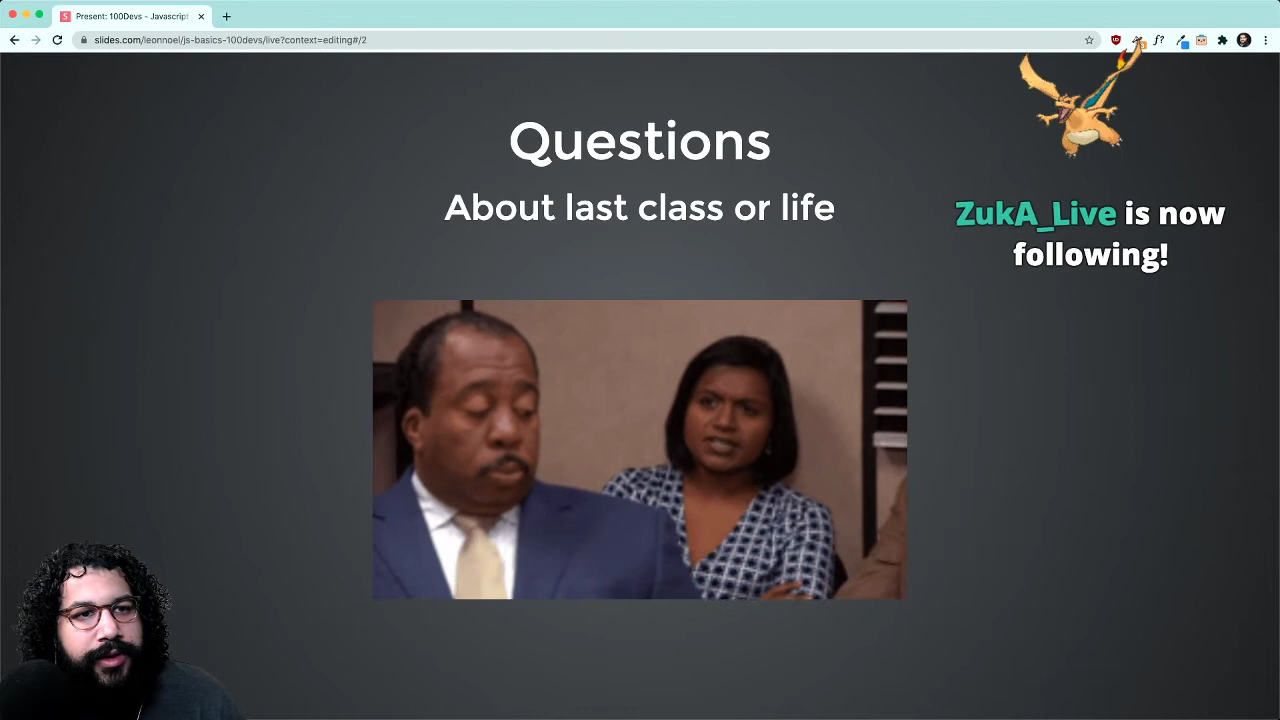 Present: 100Devs - Javascript
slides.com/leonnoel/js-basics-100devs/live?context=editing#/2
Questions
About last class or life
ZukA_Live is now
following!